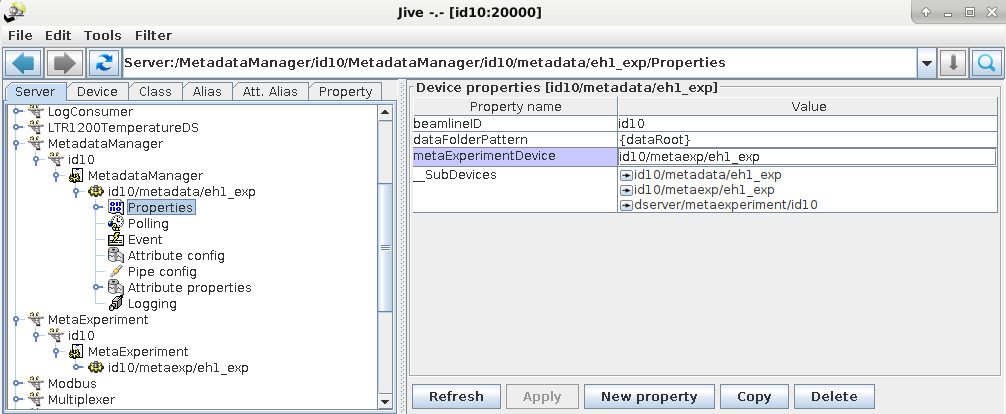 Jive -.- [id10:20000]
File Edit Tools Filter
Server:/MetadataManager/id10/MetadataManager/id10/metadata/eh1_exp/Properties
Server Device Class Alias Att. Alias Property
LogConsumer
LTR1200TemperatureDS
MetadataManager
id10
MetadataManager
id10/metadata/eh1_exp
Properties
Polling
Event
Attribute config
Pipe config
Attribute properties
Logging
MetaExperiment
id10
MetaExperiment
id10/metaexp/eh1_exp
Modbus
Multiplexer
Device properties [id10/metadata/eh1_exp]
Property name Value
beamlineID id10
dataFolderPattern {dataRoot}
metaExperimentDevice id10/metaexp/eh1_exp
__SubDevices id10/metadata/eh1_exp
id10/metaexp/eh1_exp
dserver/metaexperiment/id10
Refresh Apply New property Copy Delete